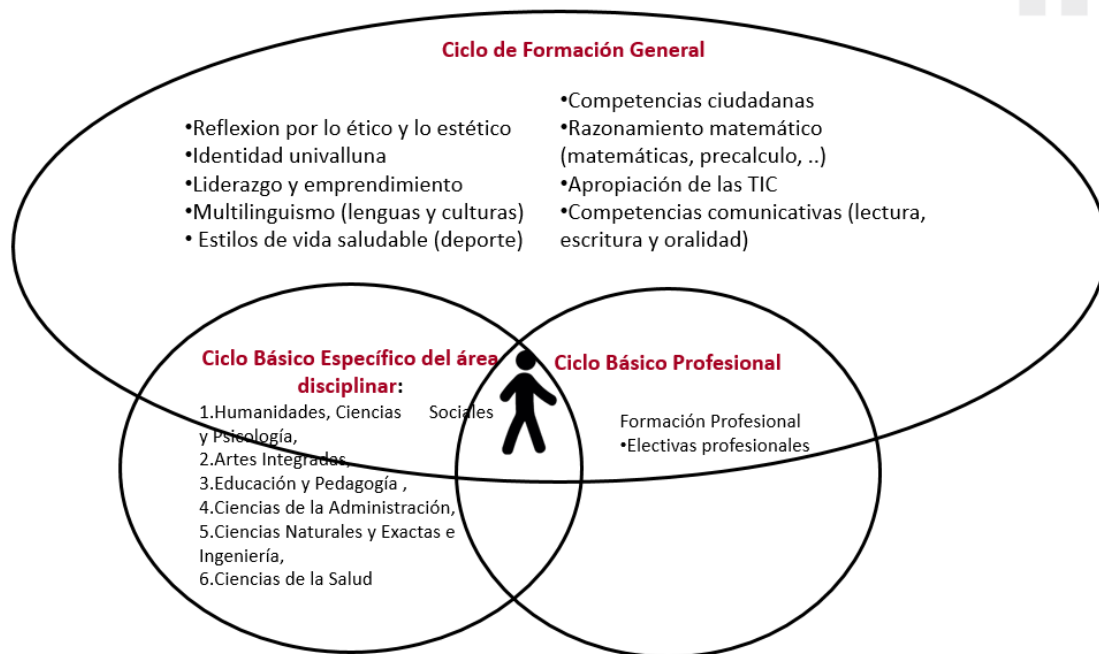 Ciclo de Formación General
•Reflexion por lo ético y lo estético
•Identidad univalluna
•Liderazgo y emprendimiento
•Multilinguismo (lenguas y culturas)
• Estilos de vida saludable (deporte)
•Competencias ciudadanas
•Razonamiento matemático
(matemáticas, precalculo, ..)
•Apropiación de las TIC
•Competencias comunicativas (lectura,
escritura y oralidad)
Ciclo Básico Específico del área
disciplinar:
1.Humanidades, Ciencias Sociales
y Psicología,
2.Artes Integradas,
3.Educación y Pedagogía ,
4.Ciencias de la Administración,
5.Ciencias Naturales y Exactas e
Ingeniería,
6.Ciencias de la Salud
Ciclo Básico Profesional
Formación Profesional
•Electivas profesionales